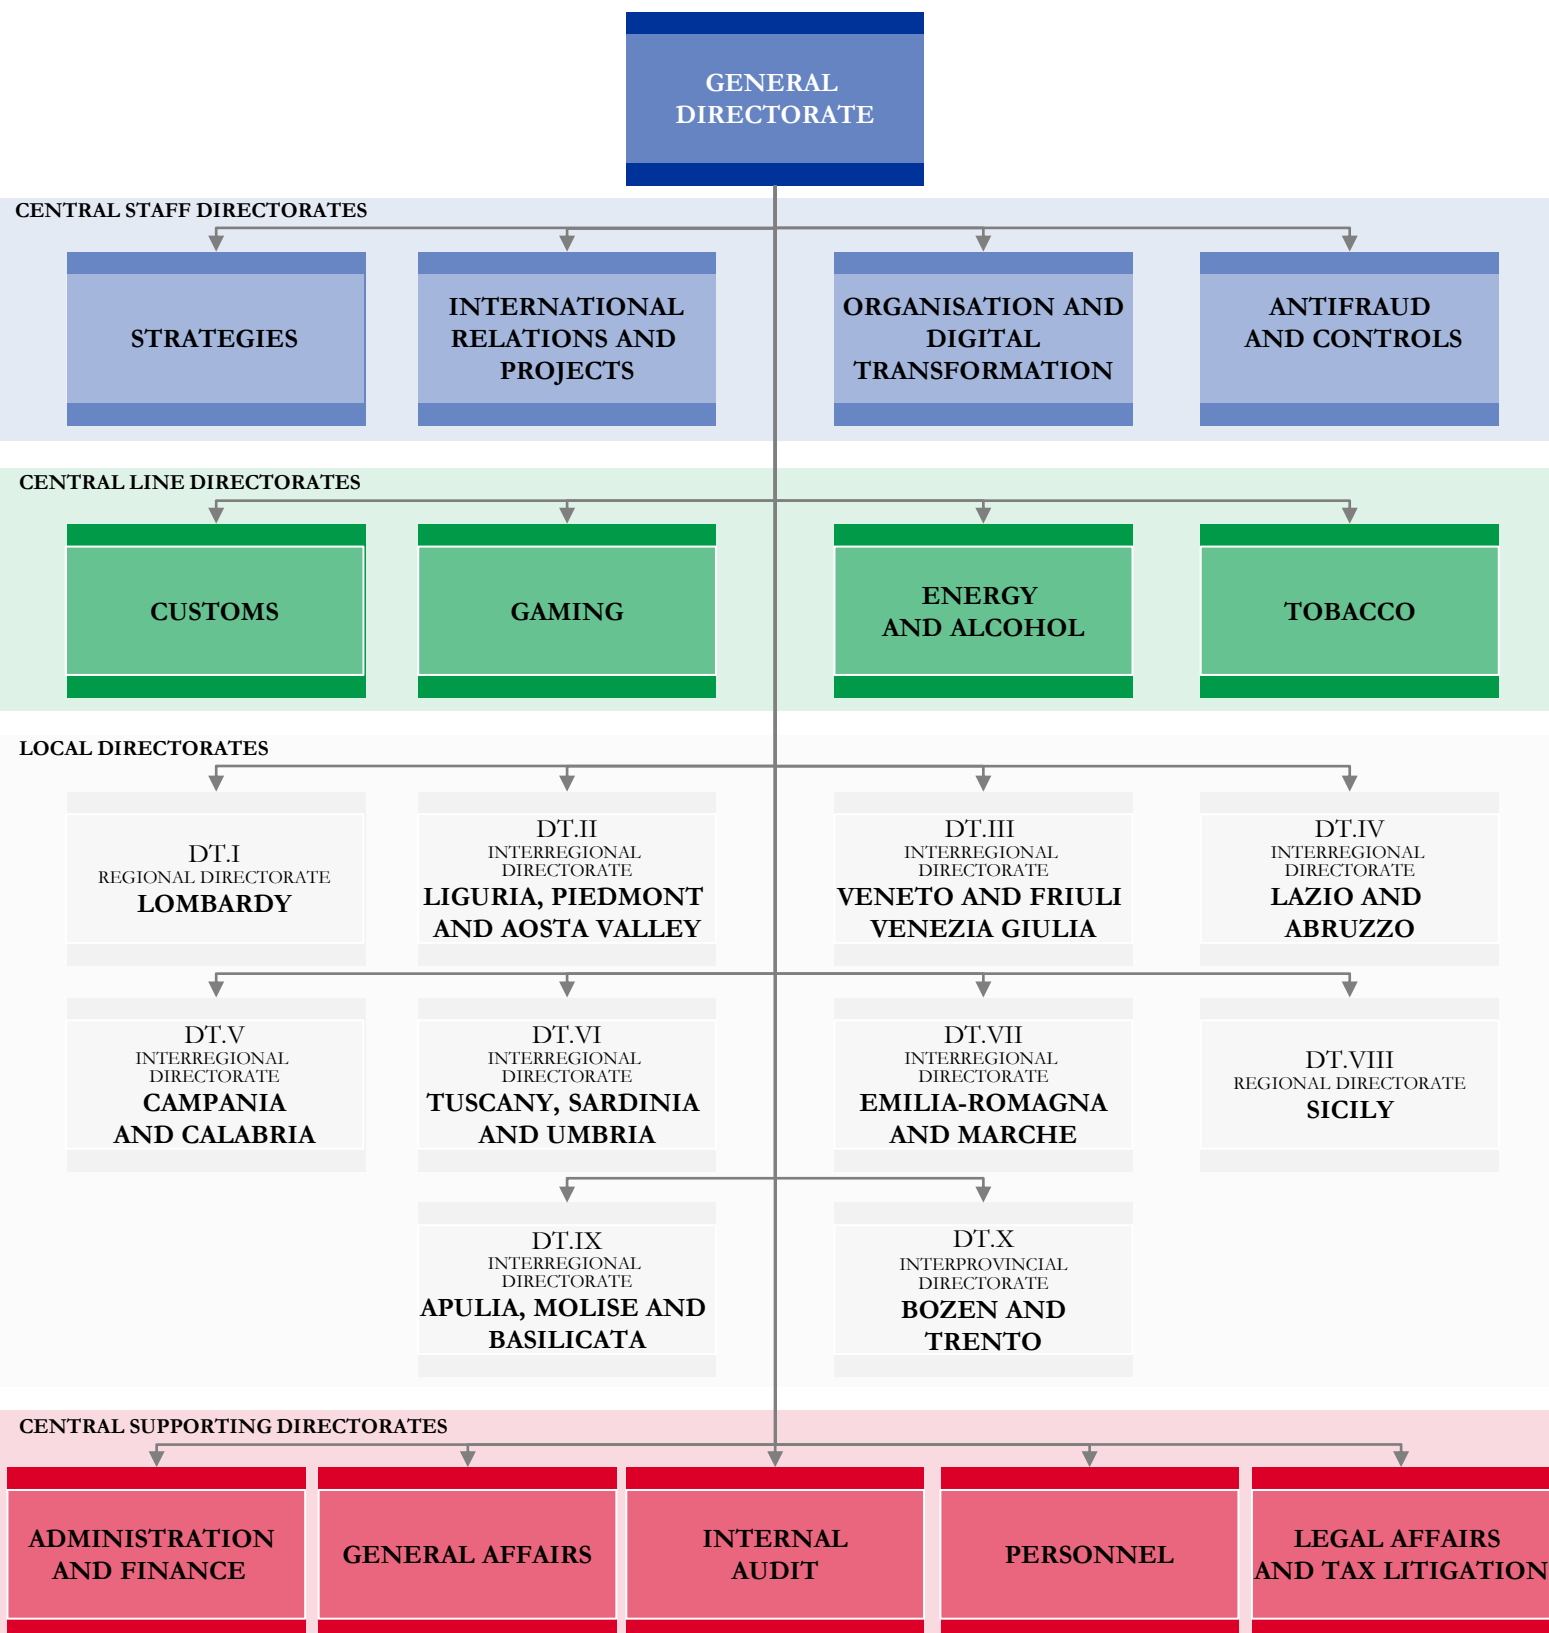 GENERAL
DIRECTORATE
CENTRAL STAFF DIRECTORATES
STRATEGIES
INTERNATIONAL
RELATIONS AND
PROJECTS
ORGANISATION AND
DIGITAL
TRANSFORMATION
ANTIFRAUD
AND CONTROLS
CENTRAL LINE DIRECTORATES
CUSTOMS
GAMING
ENERGY
AND ALCOHOL
TOBACCO
LOCAL DIRECTORATES
DT.I
REGIONAL DIRECTORATE
LOMBARDY
DT.II
INTERREGIONAL
DIRECTORATE
LIGURIA, PIEDMONT
AND AOSTA VALLEY
DT.III
INTERREGIONAL
DIRECTORATE
VENETO AND FRIULI
VENEZIA GIULIA
DT.IV
INTERREGIONAL
DIRECTORATE
LAZIO AND
ABRUZZO
DT.V
INTERREGIONAL
DIRECTORATE
CAMPANIA
AND CALABRIA
DT.VI
INTERREGIONAL
DIRECTORATE
TUSCANY, SARDINIA
AND UMBRIA
DT.VII
INTERREGIONAL
DIRECTORATE
EMILIA-ROMAGNA
AND MARCHE
DT.VIII
REGIONAL DIRECTORATE
SICILY
DT.IX
INTERREGIONAL
DIRECTORATE
APULIA, MOLISE AND
BASILICATA
DT.X
INTERPROVINCIAL
DIRECTORATE
BOZEN AND
TRENTO
CENTRAL SUPPORTING DIRECTORATES
ADMINISTRATION
AND FINANCE
GENERAL AFFAIRS
INTERNAL
AUDIT
PERSONNEL
LEGAL AFFAIRS
AND TAX LITIGATION